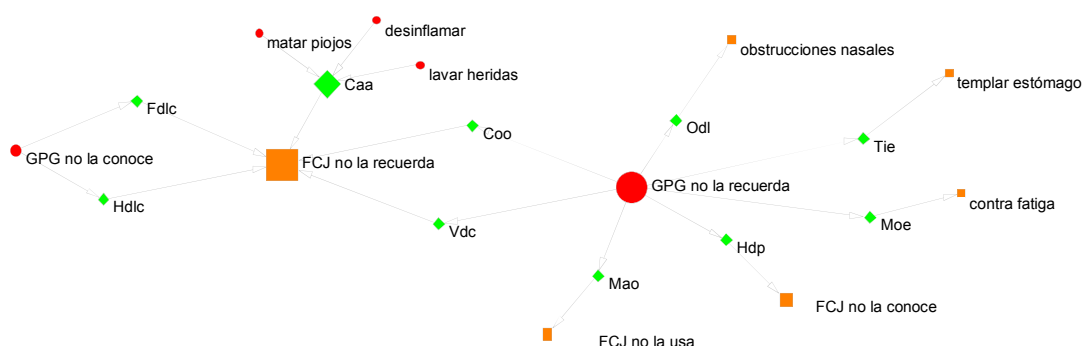 desinflamar
matar piojos
obstrucciones nasales
lavar heridas
templar estómago
Caa
Fdlc
Odl
Coo
Tie
GPG no la conoce
FCJ no la recuerda
GPG no la recuerda
contra fatiga
Hdlc
Moe
Vdc
Hdp
Mao
FCJ no la conoce
FCJ no la usa